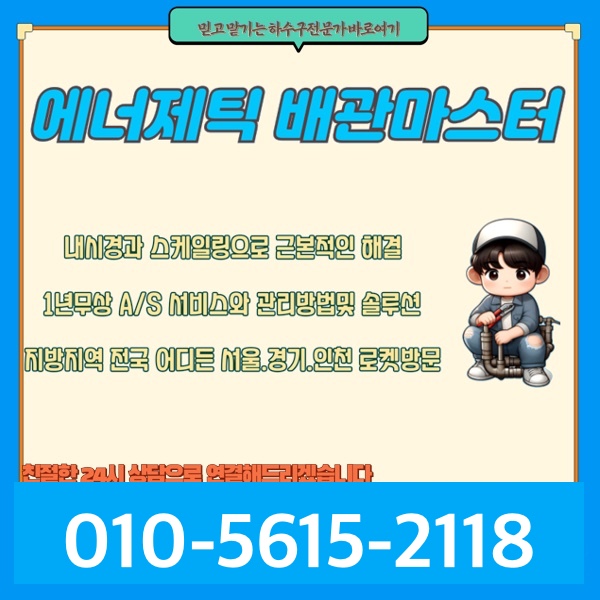 믿고 맡기는 하수구전문가 바로여기
에너제틱 배관마스터
내시경과 스케일링으로 근본적인 해결
1년무상 A/S 서비스와 관리방법및 솔루션
지방지역 전국 어디든 서울.경기.인천 로켓방문
친절한 24시 상담으로 연결해드리겠습니다
010-5615-2118